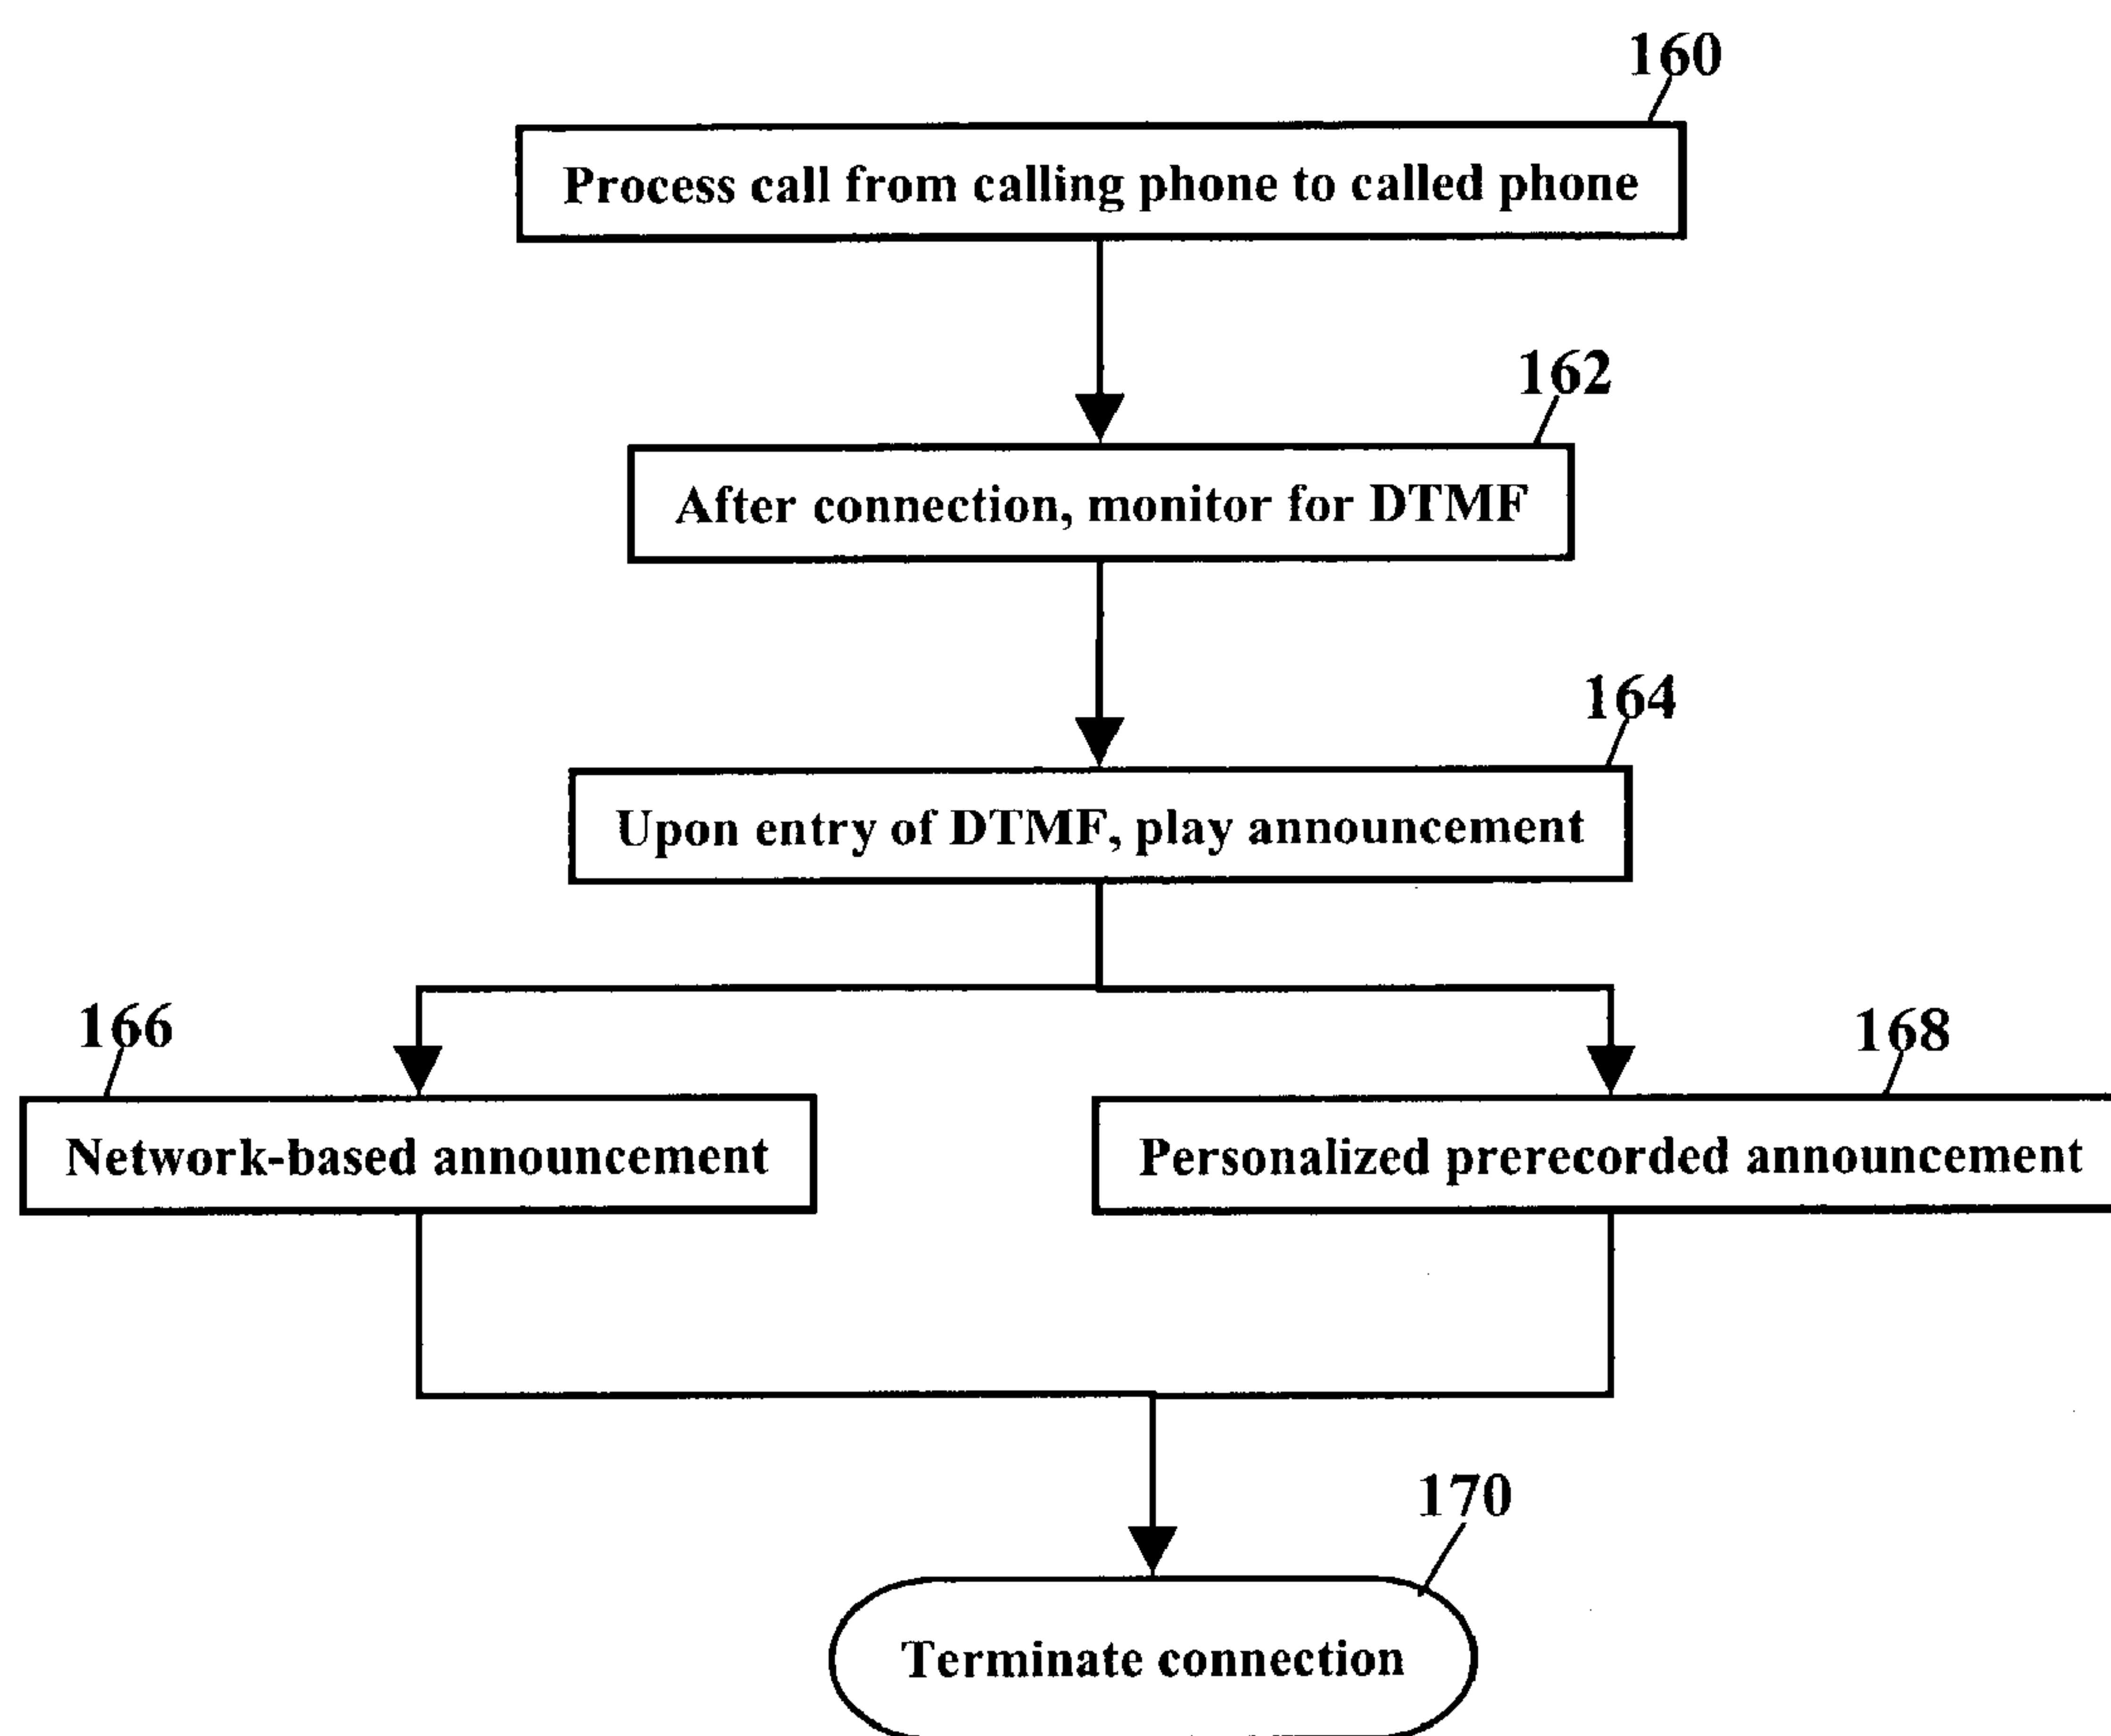 160
Process call from calling phone to called phone
162
After connection, monitor for DTMF
164
Upon entry of DTMF, play announcement
166
168
Network-based announcement
Personalized prerecorded announcement
170
Terminate connection